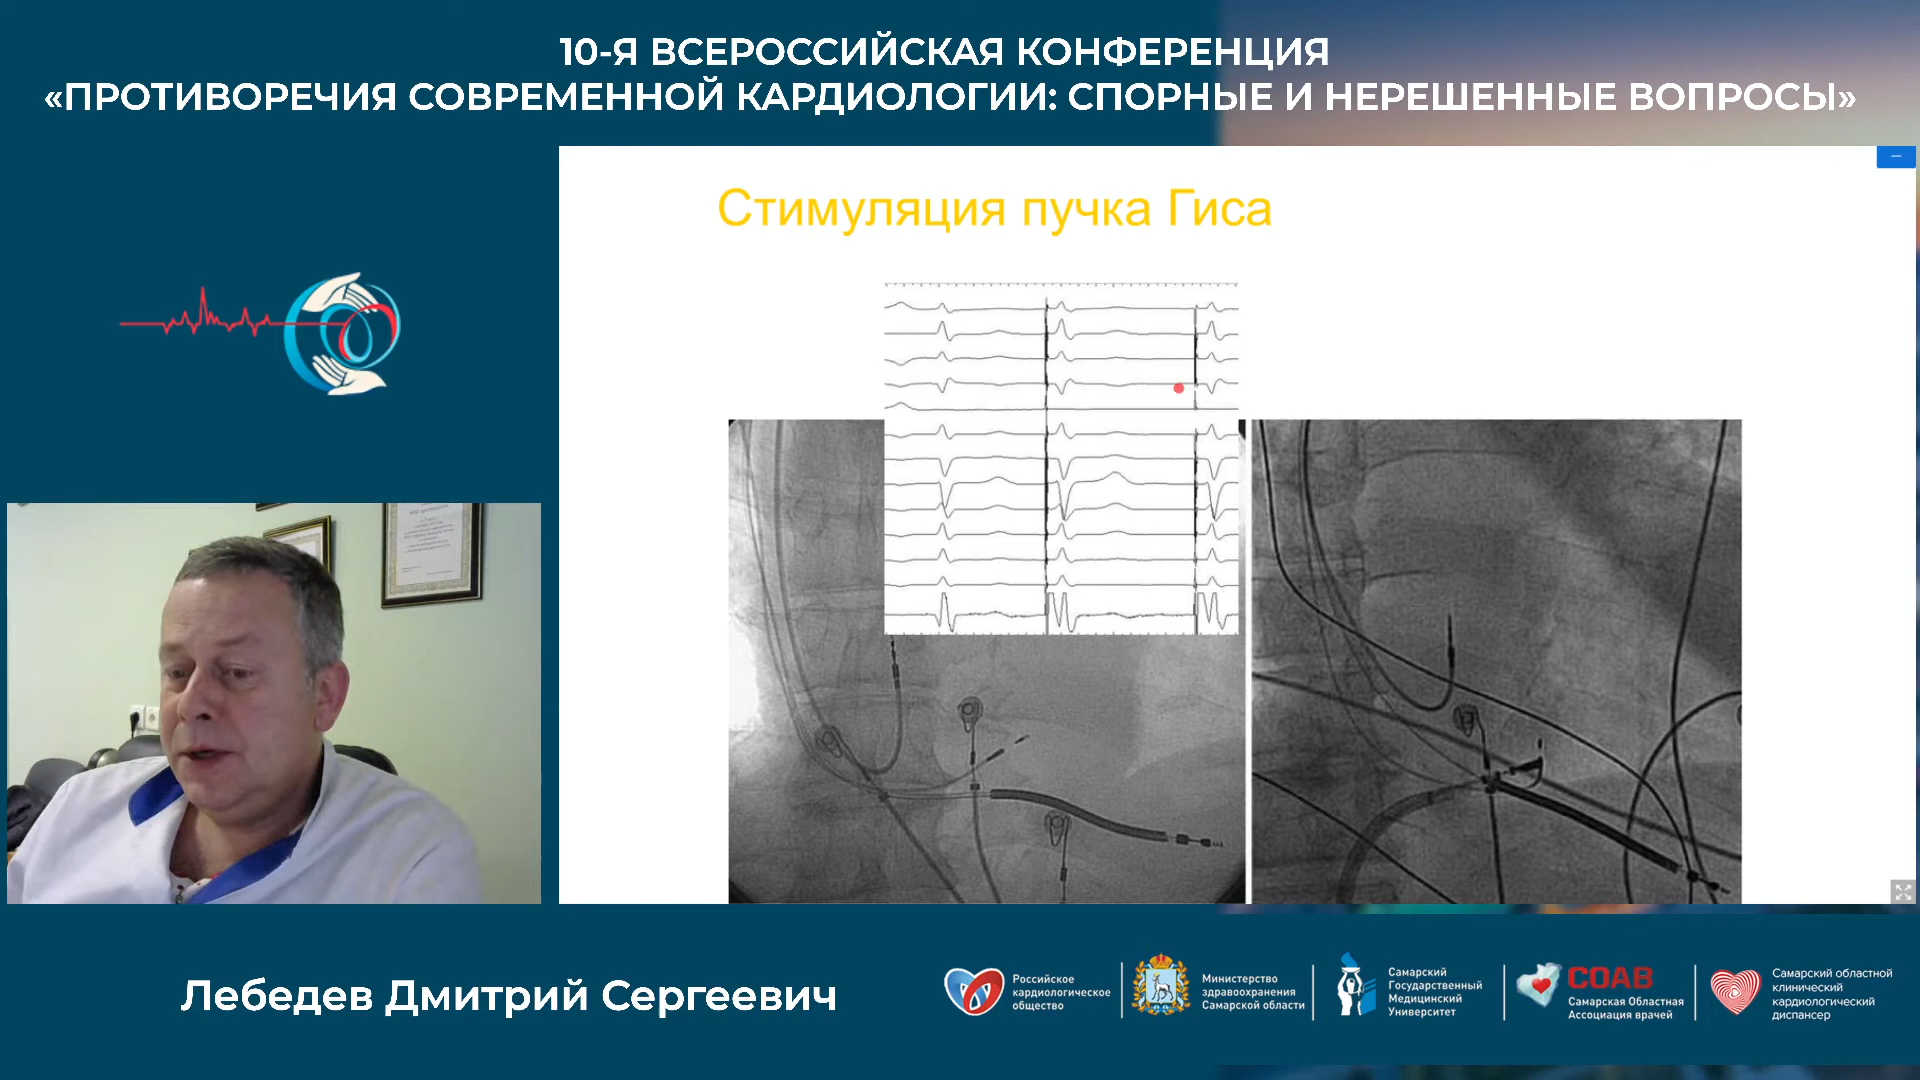 10-Я ВСЕРОССИЙСКАЯ КОНФЕРЕНЦИЯ
«ПРОТИВОРЕЧИЯ СОВРЕМЕННОЙ КАРДИОЛОГИИ: СПОРНЫЕ И НЕРЕШЕННЫЕ ВОПРОСЫ»
Стимуляция пучка Гиса
Лебедев Дмитрий Сергеевич
Российское
кардиологическое
общество
Министерство
здравоохранения
Самарской области
Самарский
Государственный
Медицинский
Университет
СОАВ
Самарская Областная
Ассоциация врачей
Самарский областной
клинический
кардиологический
диспансер